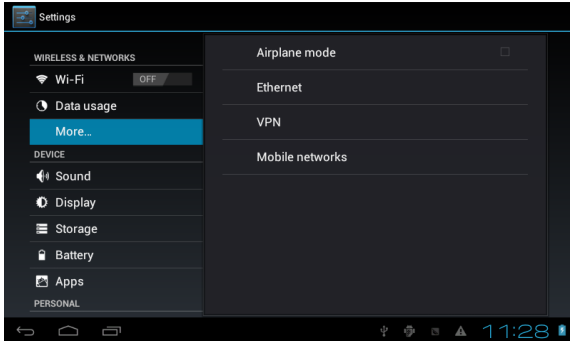 Settings
WIRELESS & NETWORKS
Wi-Fi OFF
Data usage
More...
DEVICE
Sound
Display
Storage
Battery
Apps
PERSONAL
Airplane mode
Ethernet
VPN
Mobile networks
11:28